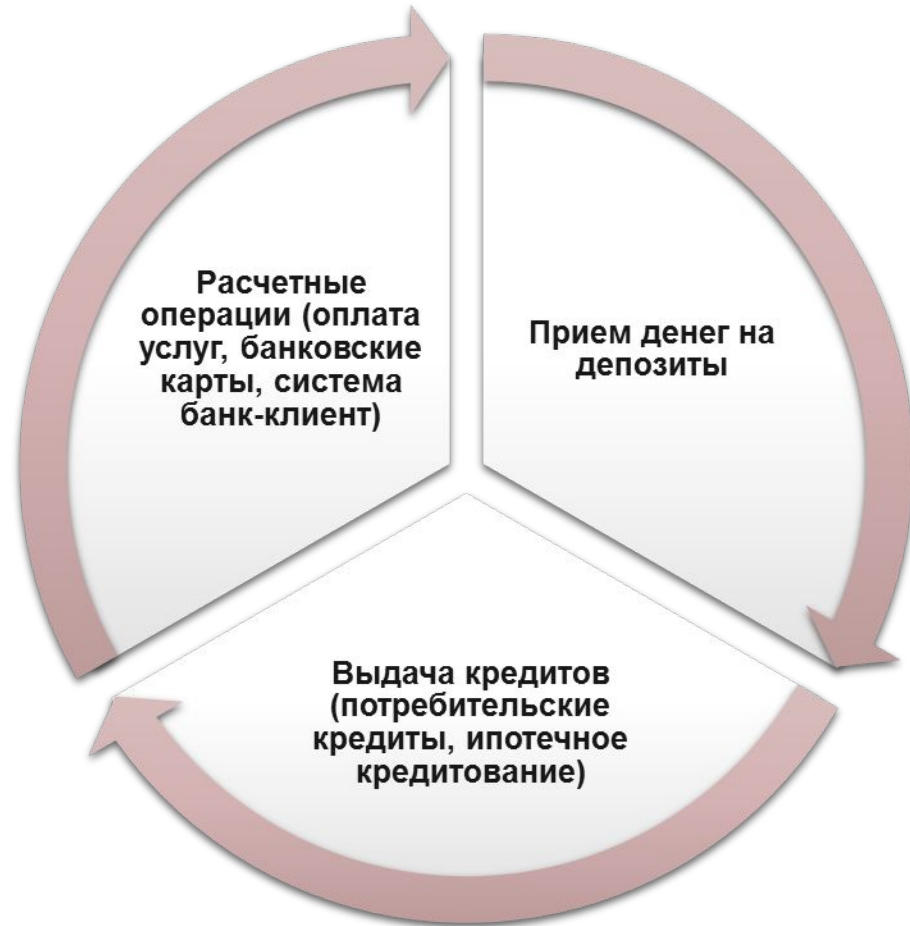 Расчетные
операции (оплата
услуг, банковские
карты, система
банк-клиент)
Прием денег на
депозиты
Выдача кредитов
(потребительские
кредиты, ипотечное
кредитование)